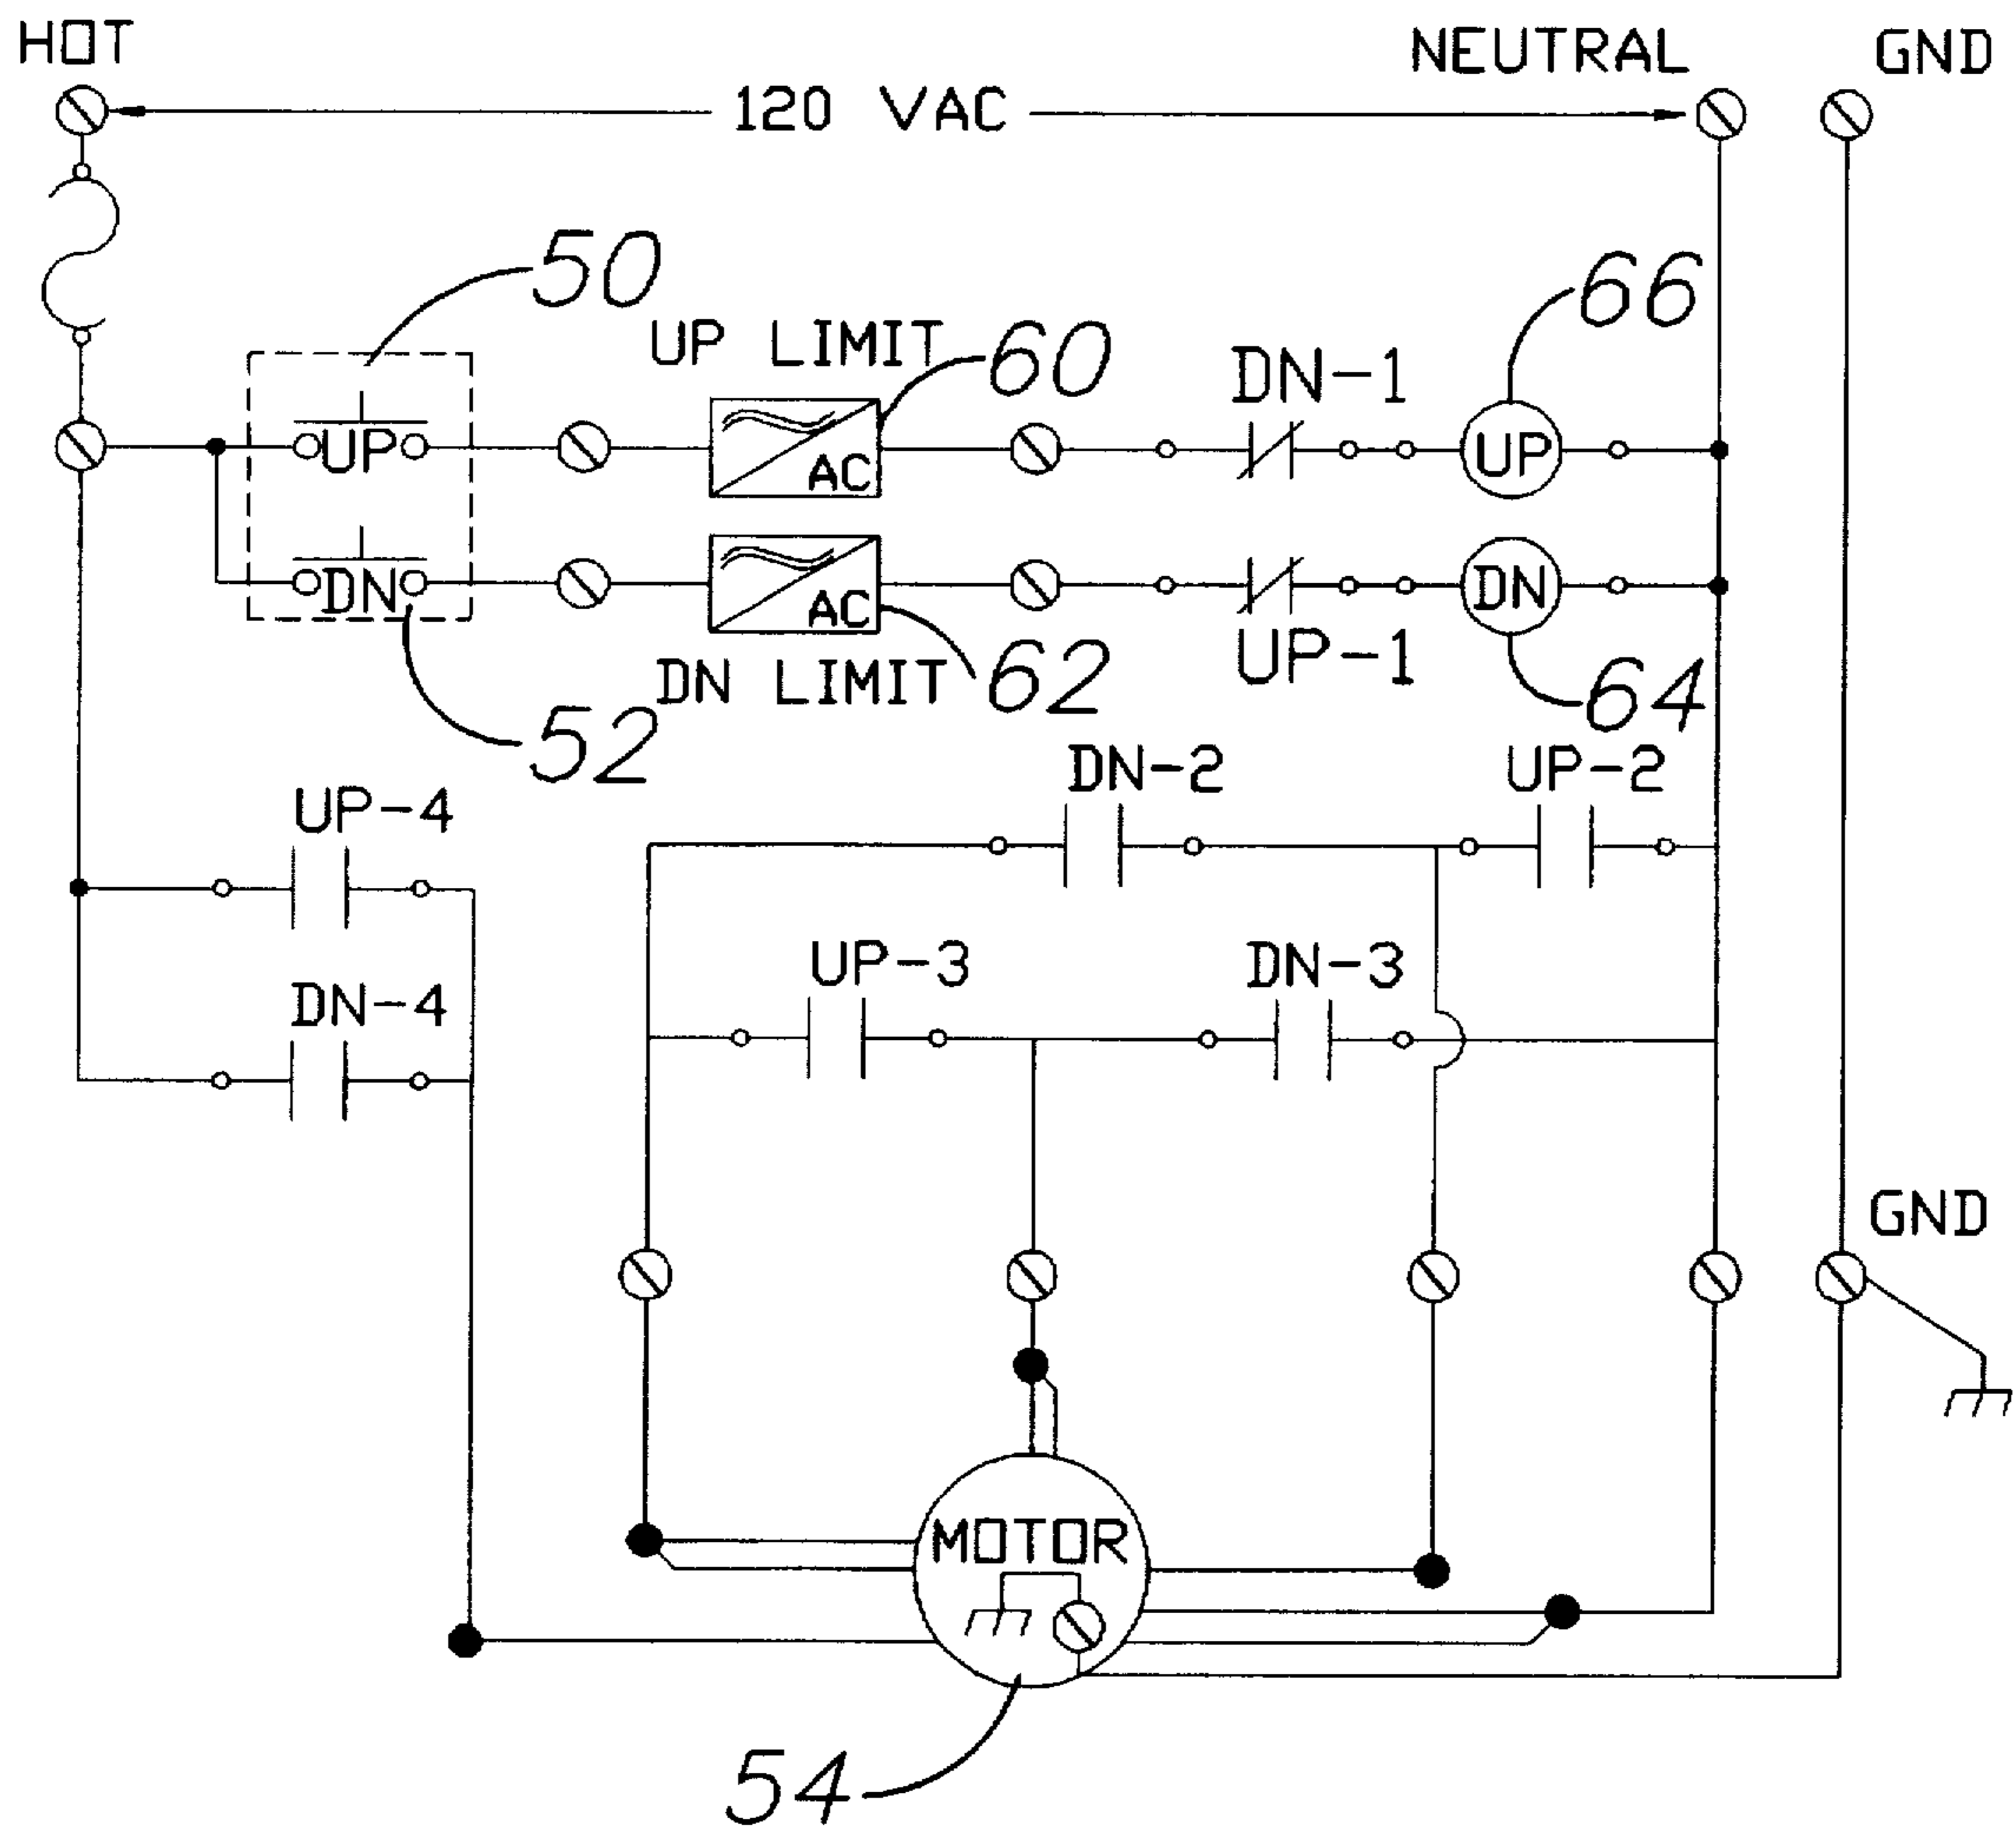 HOT
NEUTRAL
GND
120 VAC
50
66
UP LIMIT
60
DN-1
UP
AC
UP
DN
AC
DN
UP-1
DN LIMIT
62
64
52
DN-2
UP-2
UP-4
UP-3
DN-3
DN-4
GND
MOTOR
54